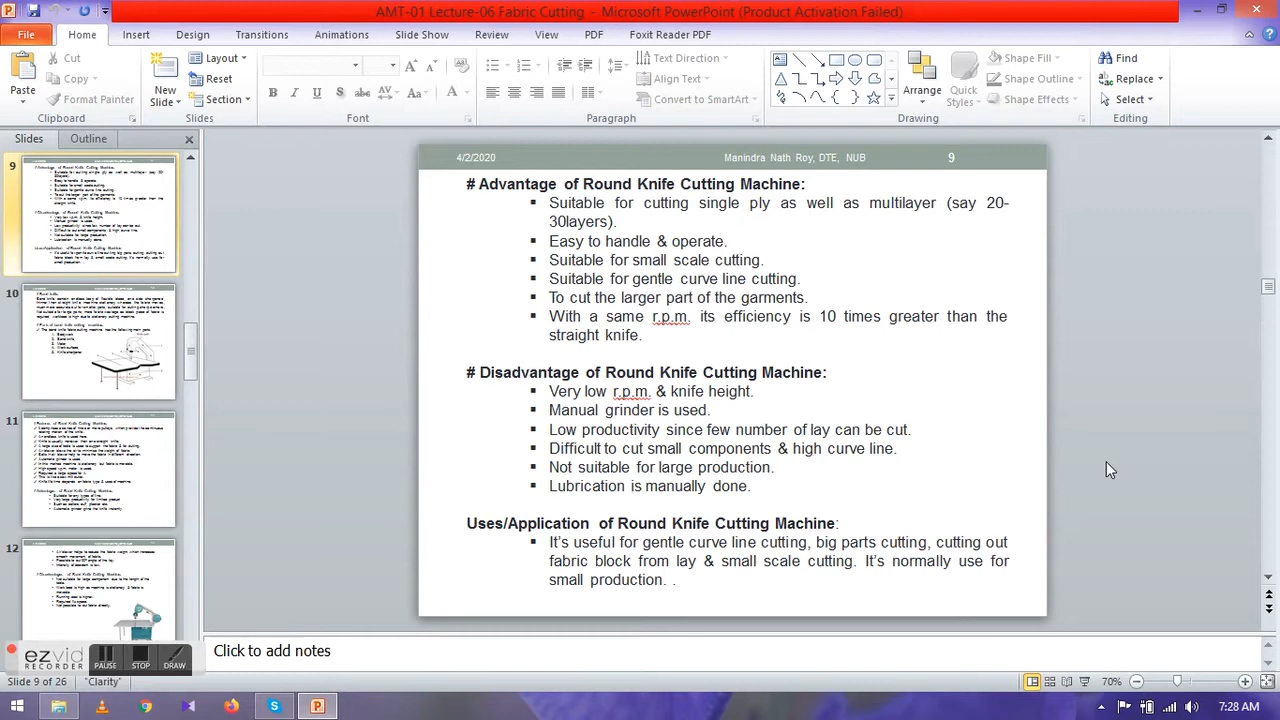 AMT-01 Lecture-06 Fabric Cutting - Microsoft PowerPoint (Product Activation Failed)
File Home Insert Design Transitions Animations Slide Show Review View PDF Foxit Reader PDF
Paste
Cut
Copy
Format Painter
Clipboard
New Slide
Layout
Reset
Section
Slides
B I U S abc AV Aa A
Font
Text Direction
Align Text
Convert to SmartArt
Paragraph
Arrange
Quick Styles
Shape Fill
Shape Outline
Shape Effects
Drawing
Find
Replace
Select
Editing
Slides Outline
9
10
11
12
4/2/2020 Manindra Nath Roy, DTE, NUB 9
# Advantage of Round Knife Cutting Machine:
▪ Suitable for cutting single ply as well as multilayer (say 20-
30layers).
▪ Easy to handle & operate.
▪ Suitable for small scale cutting.
▪ Suitable for gentle curve line cutting.
▪ To cut the larger part of the garments.
▪ With a same r.p.m. its efficiency is 10 times greater than the
straight knife.
# Disadvantage of Round Knife Cutting Machine:
▪ Very low r.p.m. & knife height.
▪ Manual grinder is used.
▪ Low productivity since few number of lay can be cut.
▪ Difficult to cut small components & high curve line.
▪ Not suitable for large production.
▪ Lubrication is manually done.
Uses/Application of Round Knife Cutting Machine:
▪ It's useful for gentle curve line cutting, big parts cutting, cutting out
fabric block from lay & small scale cutting. It's normally use for
small production. .
Click to add notes
ezvid
RECORDER
PAUSE STOP DRAW
Slide 9 of 26 "Clarity" 70%
7:28 AM